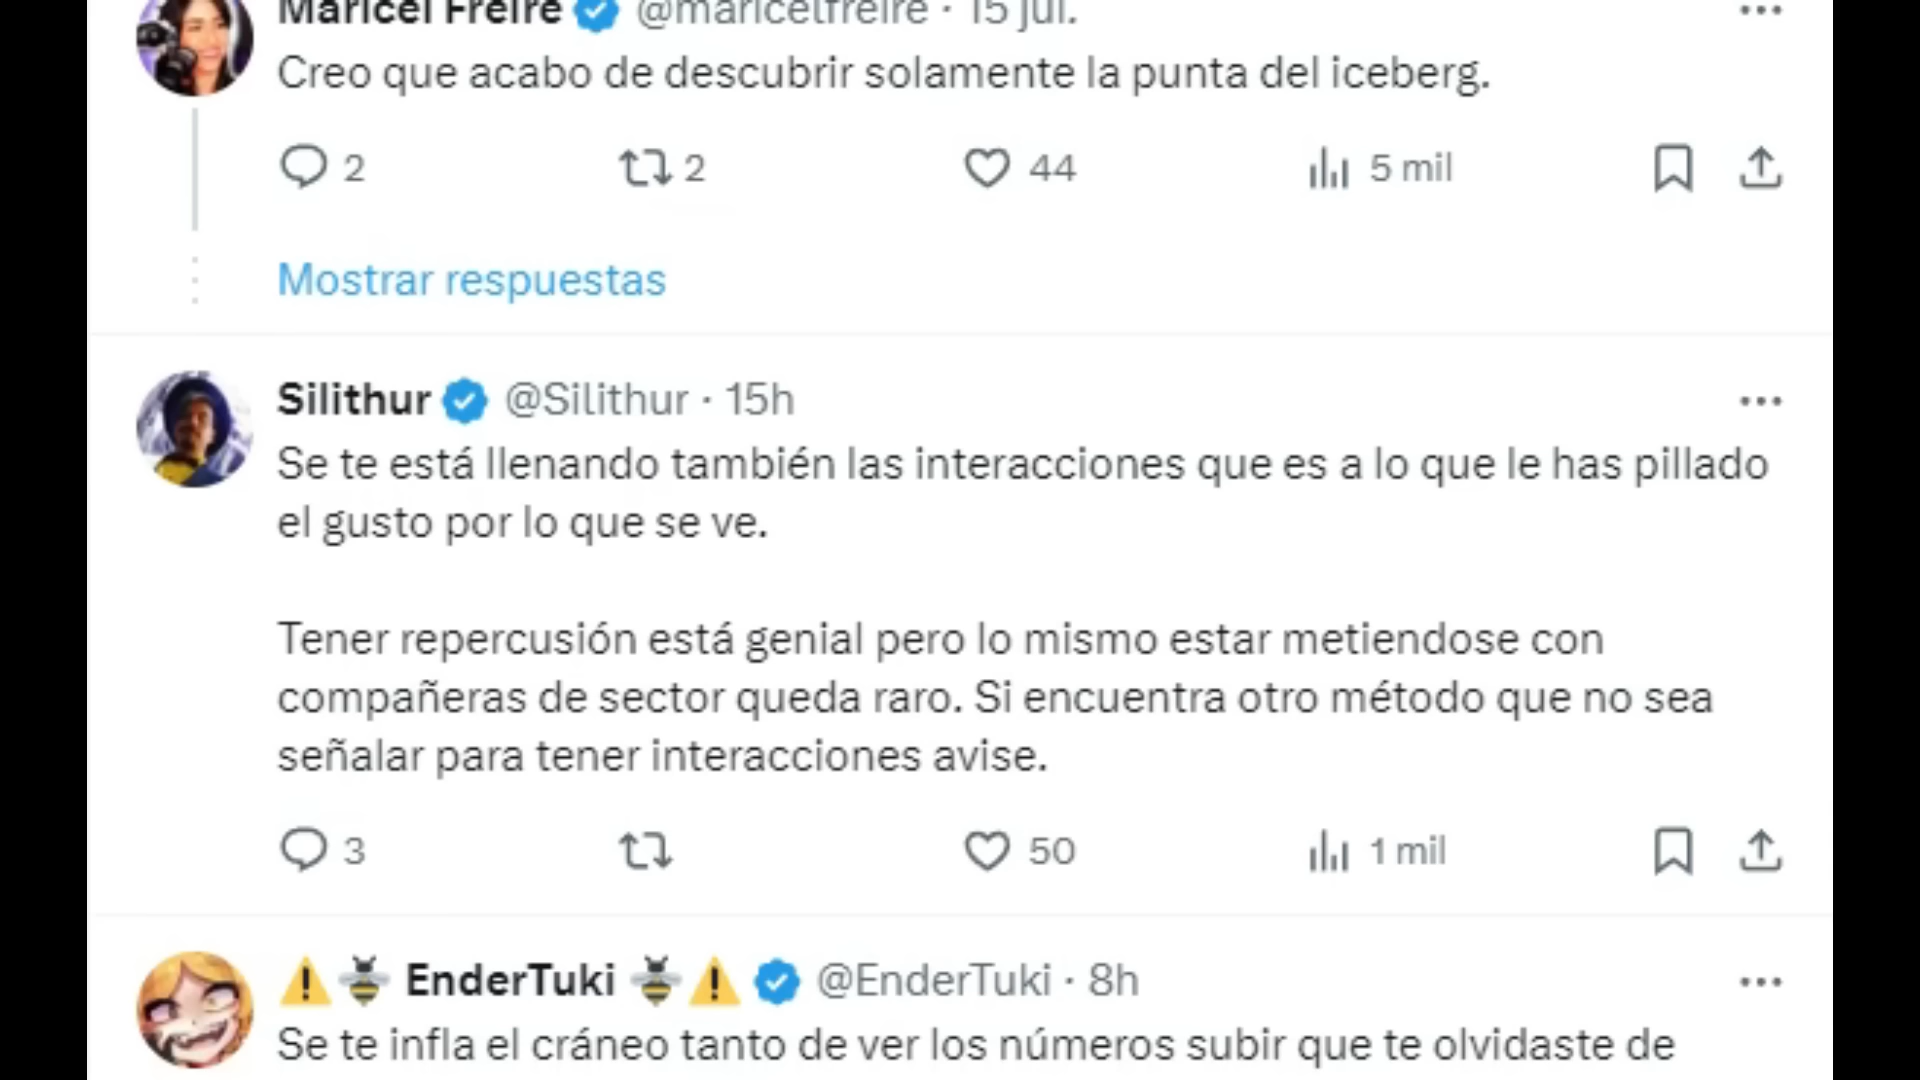 Maricel Freire @maricelfreire · 15 jul.
Creo que acabo de descubrir solamente la punta del iceberg.
2 2 44 5 mil
Mostrar respuestas
Silithur @Silithur · 15h
Se te está llenando también las interacciones que es a lo que le has pillado
el gusto por lo que se ve.
Tener repercusión está genial pero lo mismo estar metiendose con
compañeras de sector queda raro. Si encuentra otro método que no sea
señalar para tener interacciones avise.
3 50 1 mil
⚠️🐝 EnderTuki 🐝⚠️ @EnderTuki · 8h
Se te infla el cráneo tanto de ver los números subir que te olvidaste de